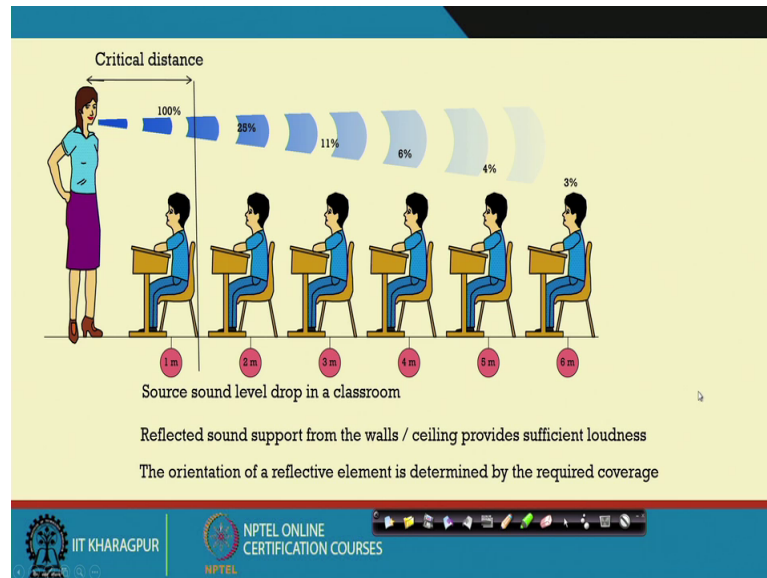 Critical distance
100%
25%
11%
6%
4%
3%
1 m
2 m
3 m
4 m
5 m
6 m
Source sound level drop in a classroom
Reflected sound support from the walls / ceiling provides sufficient loudness
The orientation of a reflective element is determined by the required coverage
IIT KHARAGPUR
NPTEL
NPTEL ONLINE
CERTIFICATION COURSES